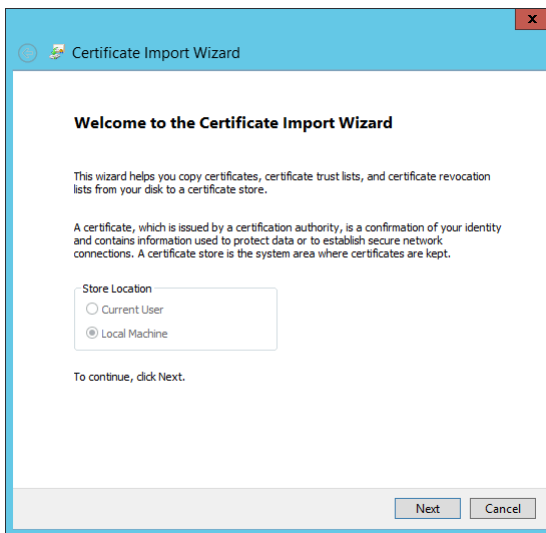 x
Certificate Import Wizard
Welcome to the Certificate Import Wizard
This wizard helps you copy certificates, certificate trust lists, and certificate revocation
lists from your disk to a certificate store.
A certificate, which is issued by a certification authority, is a confirmation of your identity
and contains information used to protect data or to establish secure network
connections. A certificate store is the system area where certificates are kept.
Store Location
Current User
Local Machine
To continue, click Next.
Next Cancel